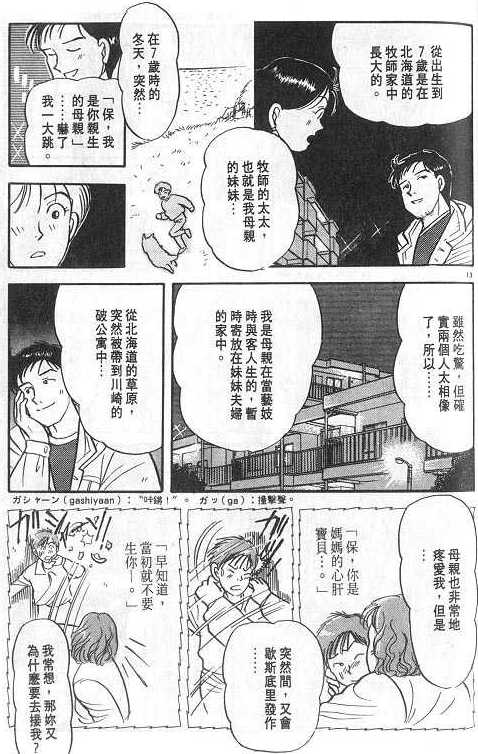 從出生到
7歲是在
北海道的
牧師家中
長大的。
牧師的太太，
也就是我母親
的妹妹…
在7歲時的
冬天，突然…
「保，我
是你親生
的母親」
……嚇了
我一大跳。
13
雖然吃驚，但確
實兩個人太相像
了，所以……
我是母親在當藝妓
時與客人生的，暫
時寄放在妹妹夫婦
的家中。
從北海道的草原，
突然被帶到川崎的
破公寓中…
ガシャーン(gashiyaan)："咔鏘！"。 ガッ(ga)：撞擊聲。
母親也非常地
疼愛我，但是
「保，你是
媽媽的心肝
寶貝…。」
突然間，又會
歇斯底里發作
「早知道，
當初就不要
生你－。」
我常想，那妳又
為什麼要去接我？